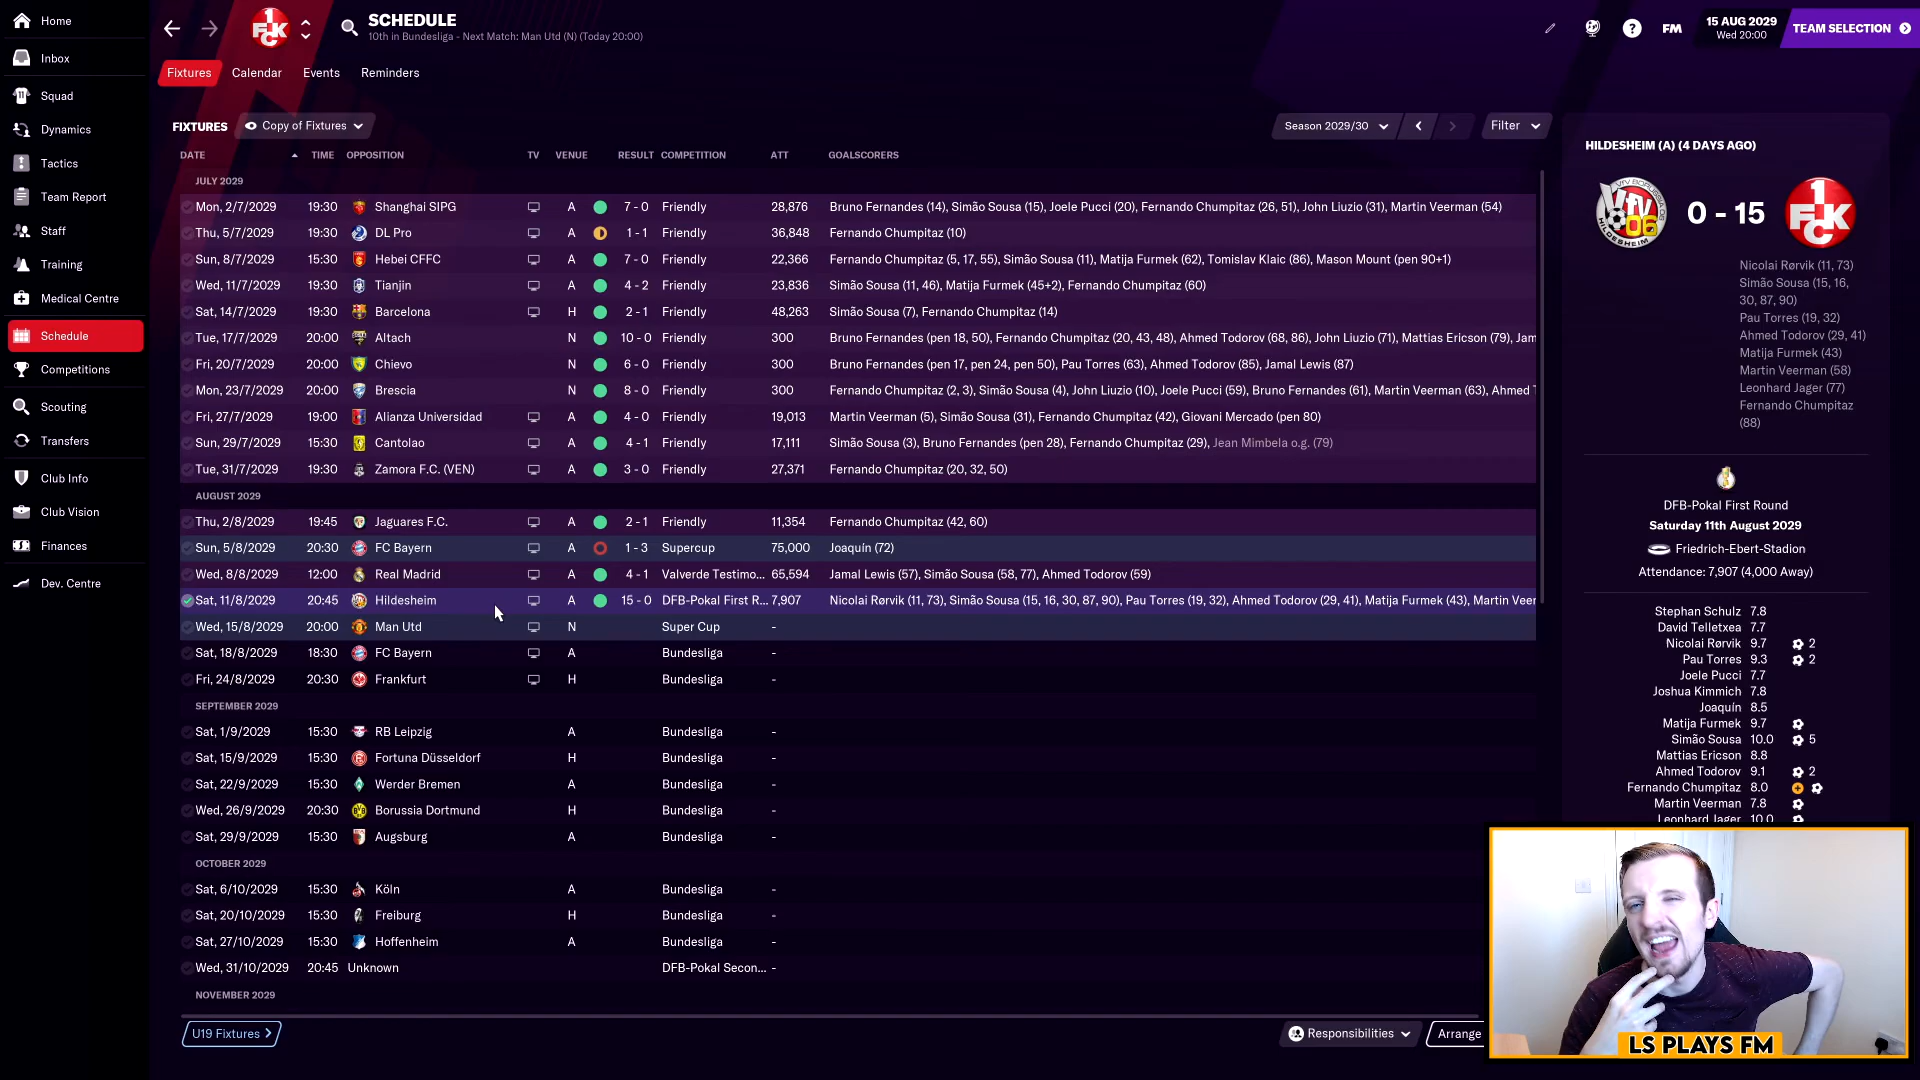 Home
Inbox
Squad
Dynamics
Tactics
Team Report
Staff
Training
Medical Centre
Schedule
Competitions
Scouting
Transfers
Club Info
Club Vision
Finances
Dev. Centre
SCHEDULE
10th in Bundesliga - Next Match: Man Utd (N) (Today 20:00)
FM
15 AUG 2029
Wed 20:00
TEAM SELECTION
Fixtures Calendar Events Reminders
FIXTURES Copy of Fixtures Season 2029/30 Filter
DATE TIME OPPOSITION TV VENUE RESULT COMPETITION ATT GOALSCORERS
JULY 2029
Mon, 2/7/2029 19:30 Shanghai SIPG A 7 - 0 Friendly 28,876 Bruno Fernandes (14), Simão Sousa (15), Joele Pucci (20), Fernando Chumpitaz (26, 51), John Liuzio (31), Martin Veerman (54)
Thu, 5/7/2029 19:30 DL Pro A 1 - 1 Friendly 36,848 Fernando Chumpitaz (10)
Sun, 8/7/2029 15:30 Hebei CFFC A 7 - 0 Friendly 22,366 Fernando Chumpitaz (5, 17, 55), Simão Sousa (11), Matija Furmek (62), Tomislav Klaic (86), Mason Mount (pen 90+1)
Wed, 11/7/2029 19:30 Tianjin A 4 - 2 Friendly 23,836 Simão Sousa (11, 46), Matija Furmek (45+2), Fernando Chumpitaz (60)
Sat, 14/7/2029 19:30 Barcelona H 2 - 1 Friendly 48,263 Simão Sousa (7), Fernando Chumpitaz (14)
Tue, 17/7/2029 20:00 Altach N 10 - 0 Friendly 300 Bruno Fernandes (pen 18, 50), Fernando Chumpitaz (20, 43, 48), Ahmed Todorov (68, 86), John Liuzio (71), Mattias Ericson (79), Jam
Fri, 20/7/2029 20:00 Chievo N 6 - 0 Friendly 300 Bruno Fernandes (pen 17, pen 24, pen 50), Pau Torres (63), Ahmed Todorov (85), Jamal Lewis (87)
Mon, 23/7/2029 20:00 Brescia N 8 - 0 Friendly 300 Fernando Chumpitaz (2, 3), Simão Sousa (4), John Liuzio (10), Joele Pucci (59), Bruno Fernandes (61), Martin Veerman (63), Ahmed T
Fri, 27/7/2029 19:00 Alianza Universidad A 4 - 0 Friendly 19,013 Martin Veerman (5), Simão Sousa (31), Fernando Chumpitaz (42), Giovani Mercado (pen 80)
Sun, 29/7/2029 15:30 Cantolao A 4 - 1 Friendly 17,111 Simão Sousa (3), Bruno Fernandes (pen 28), Fernando Chumpitaz (29), Jean Mimbela o.g. (79)
Tue, 31/7/2029 19:30 Zamora F.C. (VEN) A 3 - 0 Friendly 27,371 Fernando Chumpitaz (20, 32, 50)
AUGUST 2029
Thu, 2/8/2029 19:45 Jaguares F.C. A 2 - 1 Friendly 11,354 Fernando Chumpitaz (42, 60)
Sun, 5/8/2029 20:30 FC Bayern A 1 - 3 Supercup 75,000 Joaquín (72)
Wed, 8/8/2029 12:00 Real Madrid A 4 - 1 Valverde Testimo... 65,594 Jamal Lewis (57), Simão Sousa (58, 77), Ahmed Todorov (59)
Sat, 11/8/2029 20:45 Hildesheim A 15 - 0 DFB-Pokal First R... 7,907 Nicolai Rørvik (11, 73), Simão Sousa (15, 16, 30, 87, 90), Pau Torres (19, 32), Ahmed Todorov (29, 41), Matija Furmek (43), Martin Veer
Wed, 15/8/2029 20:00 Man Utd N Super Cup -
Sat, 18/8/2029 18:30 FC Bayern A Bundesliga -
Fri, 24/8/2029 20:30 Frankfurt H Bundesliga -
SEPTEMBER 2029
Sat, 1/9/2029 15:30 RB Leipzig A Bundesliga -
Sat, 15/9/2029 15:30 Fortuna Düsseldorf H Bundesliga -
Sat, 22/9/2029 15:30 Werder Bremen A Bundesliga -
Wed, 26/9/2029 20:30 Borussia Dortmund H Bundesliga -
Sat, 29/9/2029 15:30 Augsburg A Bundesliga -
OCTOBER 2029
Sat, 6/10/2029 15:30 Köln A Bundesliga -
Sat, 20/10/2029 15:30 Freiburg H Bundesliga -
Sat, 27/10/2029 15:30 Hoffenheim A Bundesliga -
Wed, 31/10/2029 20:45 Unknown DFB-Pokal Secon... -
NOVEMBER 2029
U19 Fixtures
Responsibilities
Arrange
HILDESHEIM (A) (4 DAYS AGO)
0 - 15
Nicolai Rørvik (11, 73)
Simão Sousa (15, 16,
30, 87, 90)
Pau Torres (19, 32)
Ahmed Todorov (29, 41)
Matija Furmek (43)
Martin Veerman (58)
Leonhard Jager (77)
Fernando Chumpitaz
(88)
DFB-Pokal First Round
Saturday 11th August 2029
Friedrich-Ebert-Stadion
Attendance: 7,907 (4,000 Away)
Stephan Schulz 7.8
David Telletxea 7.7
Nicolai Rørvik 9.7 2
Pau Torres 9.3 2
Joele Pucci 7.7
Joshua Kimmich 7.8
Joaquín 8.5
Matija Furmek 9.7
Simão Sousa 10.0 5
Mattias Ericson 8.8
Ahmed Todorov 9.1 2
Fernando Chumpitaz 8.0
Martin Veerman 7.8
Leonhard Jager 10.0
LS PLAYS FM